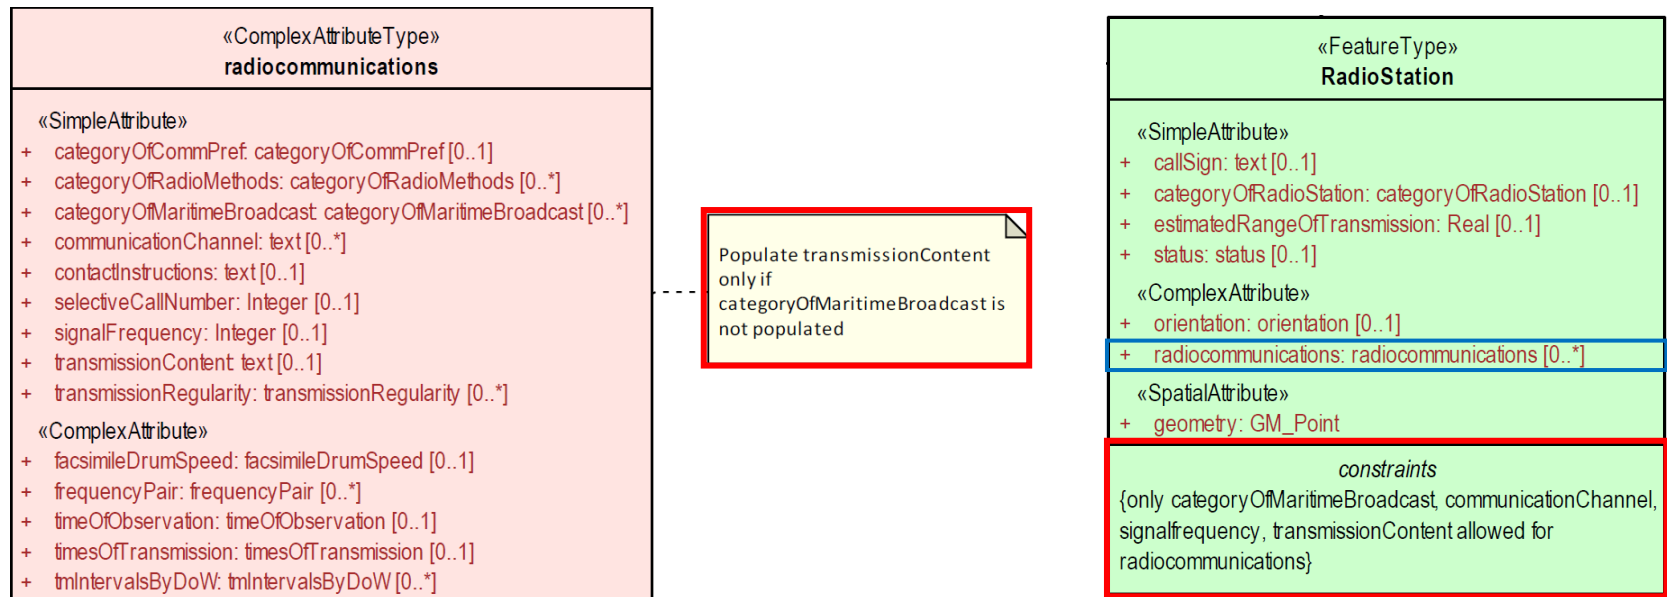 «ComplexAttributeType»
radiocommunications
«SimpleAttribute»
+ categoryOfCommPref: categoryOfCommPref [0..1]
+ categoryOfRadioMethods: categoryOfRadioMethods [0..*]
+ categoryOfMaritimeBroadcast: categoryOfMaritimeBroadcast [0..*]
+ communicationChannel: text [0..*]
+ contactInstructions: text [0..1]
+ selectiveCallNumber: Integer [0..1]
+ signalFrequency: Integer [0..1]
+ transmissionContent: text [0..1]
+ transmissionRegularity: transmissionRegularity [0..*]
«ComplexAttribute»
+ facsimileDrumSpeed: facsimileDrumSpeed [0..1]
+ frequencyPair: frequencyPair [0..*]
+ timeOfObservation: timeOfObservation [0..1]
+ timesOfTransmission: timesOfTransmission [0..1]
+ tmIntervalsByDoW: tmIntervalsByDoW [0..*]
Populate transmissionContent
only if
categoryOfMaritimeBroadcast is
not populated
«FeatureType»
RadioStation
«SimpleAttribute»
+ callSign: text [0..1]
+ categoryOfRadioStation: categoryOfRadioStation [0..1]
+ estimatedRangeOfTransmission: Real [0..1]
+ status: status [0..1]
«ComplexAttribute»
+ orientation: orientation [0..1]
+ radiocommunications: radiocommunications [0..*]
«SpatialAttribute»
+ geometry: GM_Point
constraints
{only categoryOfMaritimeBroadcast, communicationChannel,
signalfrequency, transmissionContent allowed for
radiocommunications}